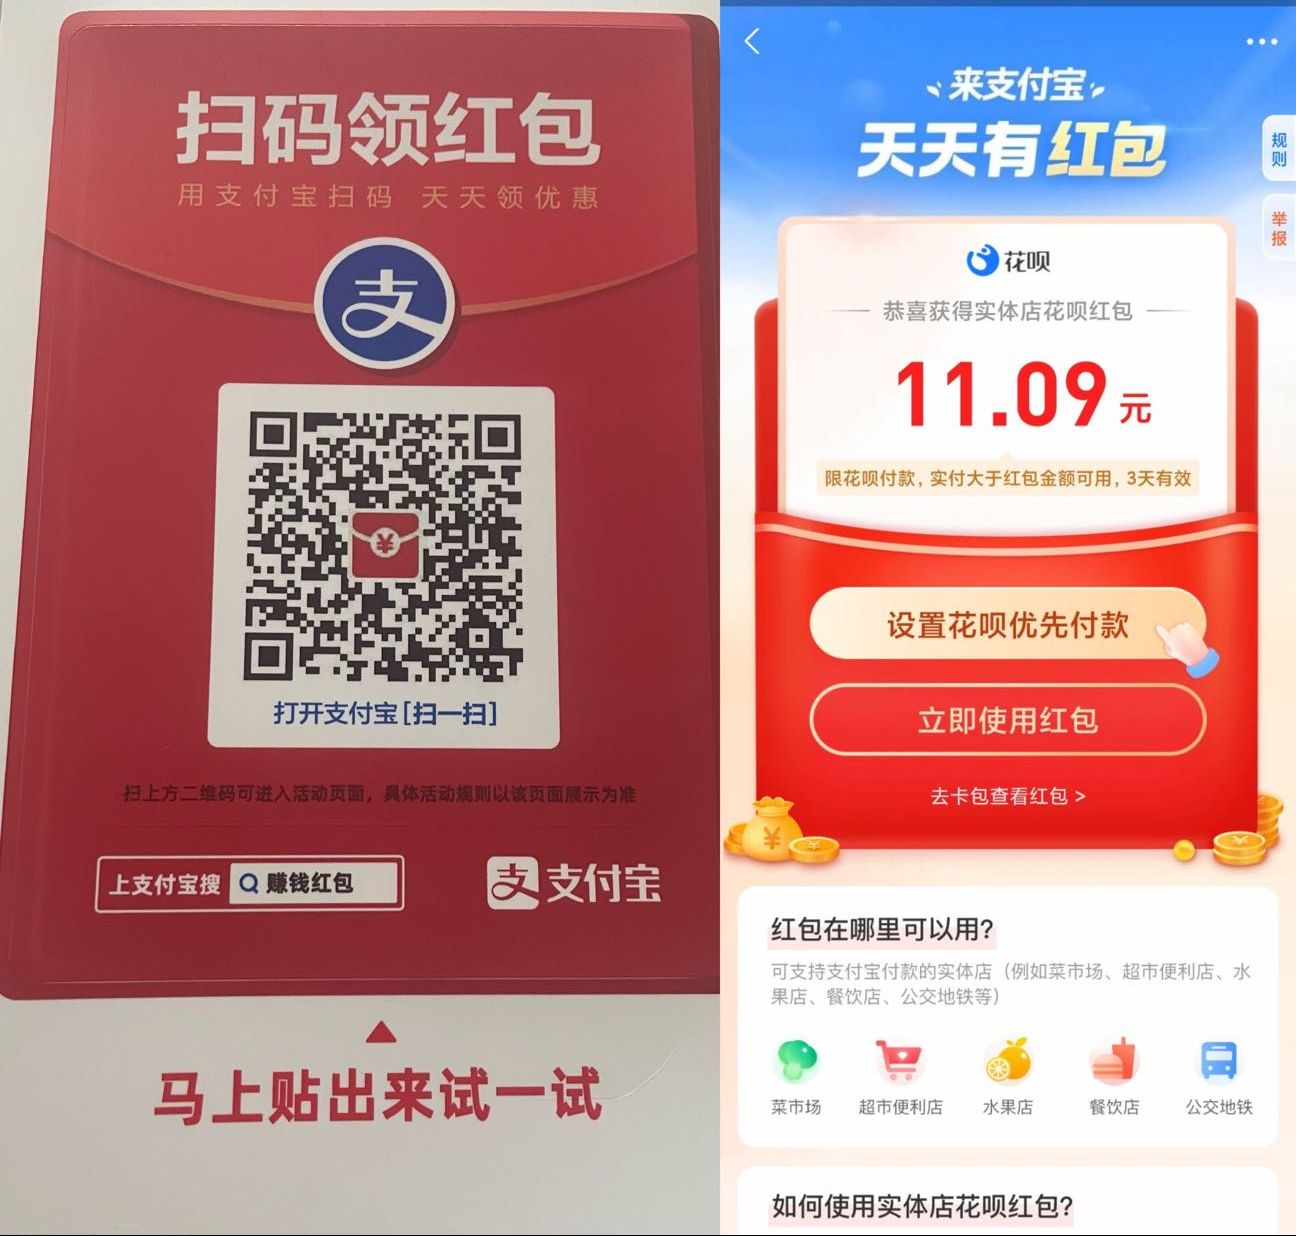 扫码领红包
用支付宝扫码 天天领优惠
支
打开支付宝[扫一扫]
扫上方二维码可进入活动页面，具体活动规则以该页面展示为准
上支付宝搜 赚钱红包
支 支付宝
马上贴出来试一试
来支付宝
天天有红包
规则
举报
花呗
恭喜获得实体店花呗红包
11.09元
限花呗付款，实付大于红包金额可用，3天有效
设置花呗优先付款
立即使用红包
去卡包查看红包 >
红包在哪里可以用?
可支持支付宝付款的实体店（例如菜市场、超市便利店、水
果店、餐饮店、公交地铁等）
菜市场 超市便利店 水果店 餐饮店 公交地铁
如何使用实体店花呗红包?